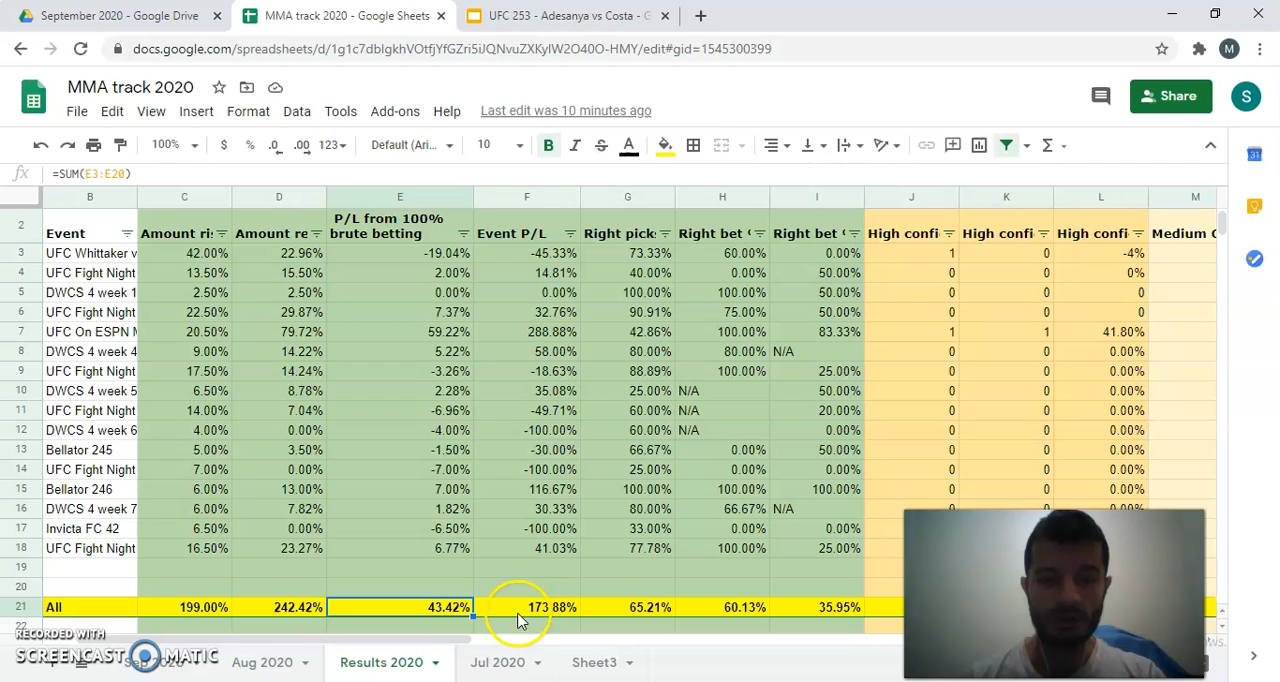 September 2020 - Google Drive
MMA track 2020 - Google Sheets
UFC 253 - Adesanya vs Costa - G
docs.google.com/spreadsheets/d/1g1c7dblgkhVOtfjYfGZri5iJQNvuZXKyIW2O40O-HMY/edit#gid=1545300399
M
MMA track 2020
File Edit View Insert Format Data Tools Add-ons Help Last edit was 10 minutes ago
Share
S
100% $ % .0 .00 123 Default (Ari... 10 B I S A Σ
fx =SUM(E3:E20)
B C D E F G H I J K L M
2 Event Amount ri Amount re P/L from 100%
brute betting Event P/L Right picks Right bet Right bet High confi High confi High confi Medium C
3 UFC Whittaker v 42.00% 22.96% -19.04% -45.33% 73.33% 60.00% 0.00% 1 0 -4%
4 UFC Fight Night 13.50% 15.50% 2.00% 14.81% 40.00% 0.00% 50.00% 0 0 0%
5 DWCS 4 week 1 2.50% 2.50% 0.00% 0.00% 100.00% 100.00% 50.00% 0 0 0
6 UFC Fight Night 22.50% 29.87% 7.37% 32.76% 90.91% 75.00% 50.00% 0 0 0
7 UFC On ESPN M 20.50% 79.72% 59.22% 288.88% 42.86% 100.00% 83.33% 1 1 41.80%
8 DWCS 4 week 4 9.00% 14.22% 5.22% 58.00% 80.00% 80.00% N/A 0 0 0.00%
9 UFC Fight Night 17.50% 14.24% -3.26% -18.63% 88.89% 100.00% 25.00% 0 0 0.00%
10 DWCS 4 week 5 6.50% 8.78% 2.28% 35.08% 25.00% N/A 50.00% 0 0 0.00%
11 UFC Fight Night 14.00% 7.04% -6.96% -49.71% 60.00% N/A 20.00% 0 0 0.00%
12 DWCS 4 week 6 4.00% 0.00% -4.00% -100.00% 60.00% N/A 0.00% 0 0 0.00%
13 Bellator 245 5.00% 3.50% -1.50% -30.00% 66.67% 0.00% 50.00% 0 0 0.00%
14 UFC Fight Night 7.00% 0.00% -7.00% -100.00% 25.00% 0.00% 0.00% 0 0 0.00%
15 Bellator 246 6.00% 13.00% 7.00% 116.67% 100.00% 100.00% 100.00% 0 0 0.00%
16 DWCS 4 week 7 6.00% 7.82% 1.82% 30.33% 80.00% 66.67% N/A 0 0 0.00%
17 Invicta FC 42 6.50% 0.00% -6.50% -100.00% 33.00% 0.00% 0.00%
18 UFC Fight Night 16.50% 23.27% 6.77% 41.03% 77.78% 100.00% 25.00%
19
20
21 All 199.00% 242.42% 43.42% 173.88% 65.21% 60.13% 35.95%
22
RECORDED WITH
SCREENCAST MATIC
Aug 2020 Results 2020 Jul 2020 Sheet3